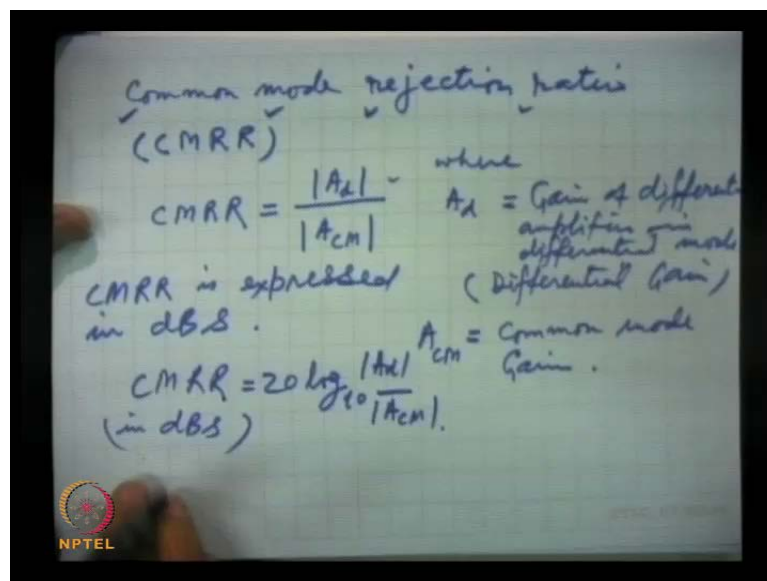 Common mode rejection ratio
(CMRR)
CMRR = |Ad| / |ACM|
where
Ad = Gain of different
amplifier in
differential mode
(Differential Gain)
CMRR is expressed
in dBS.
ACM = Common mode
Gain.
CMRR = 20 log10 |Ad| / |ACM|.
(in dBS)
NPTEL